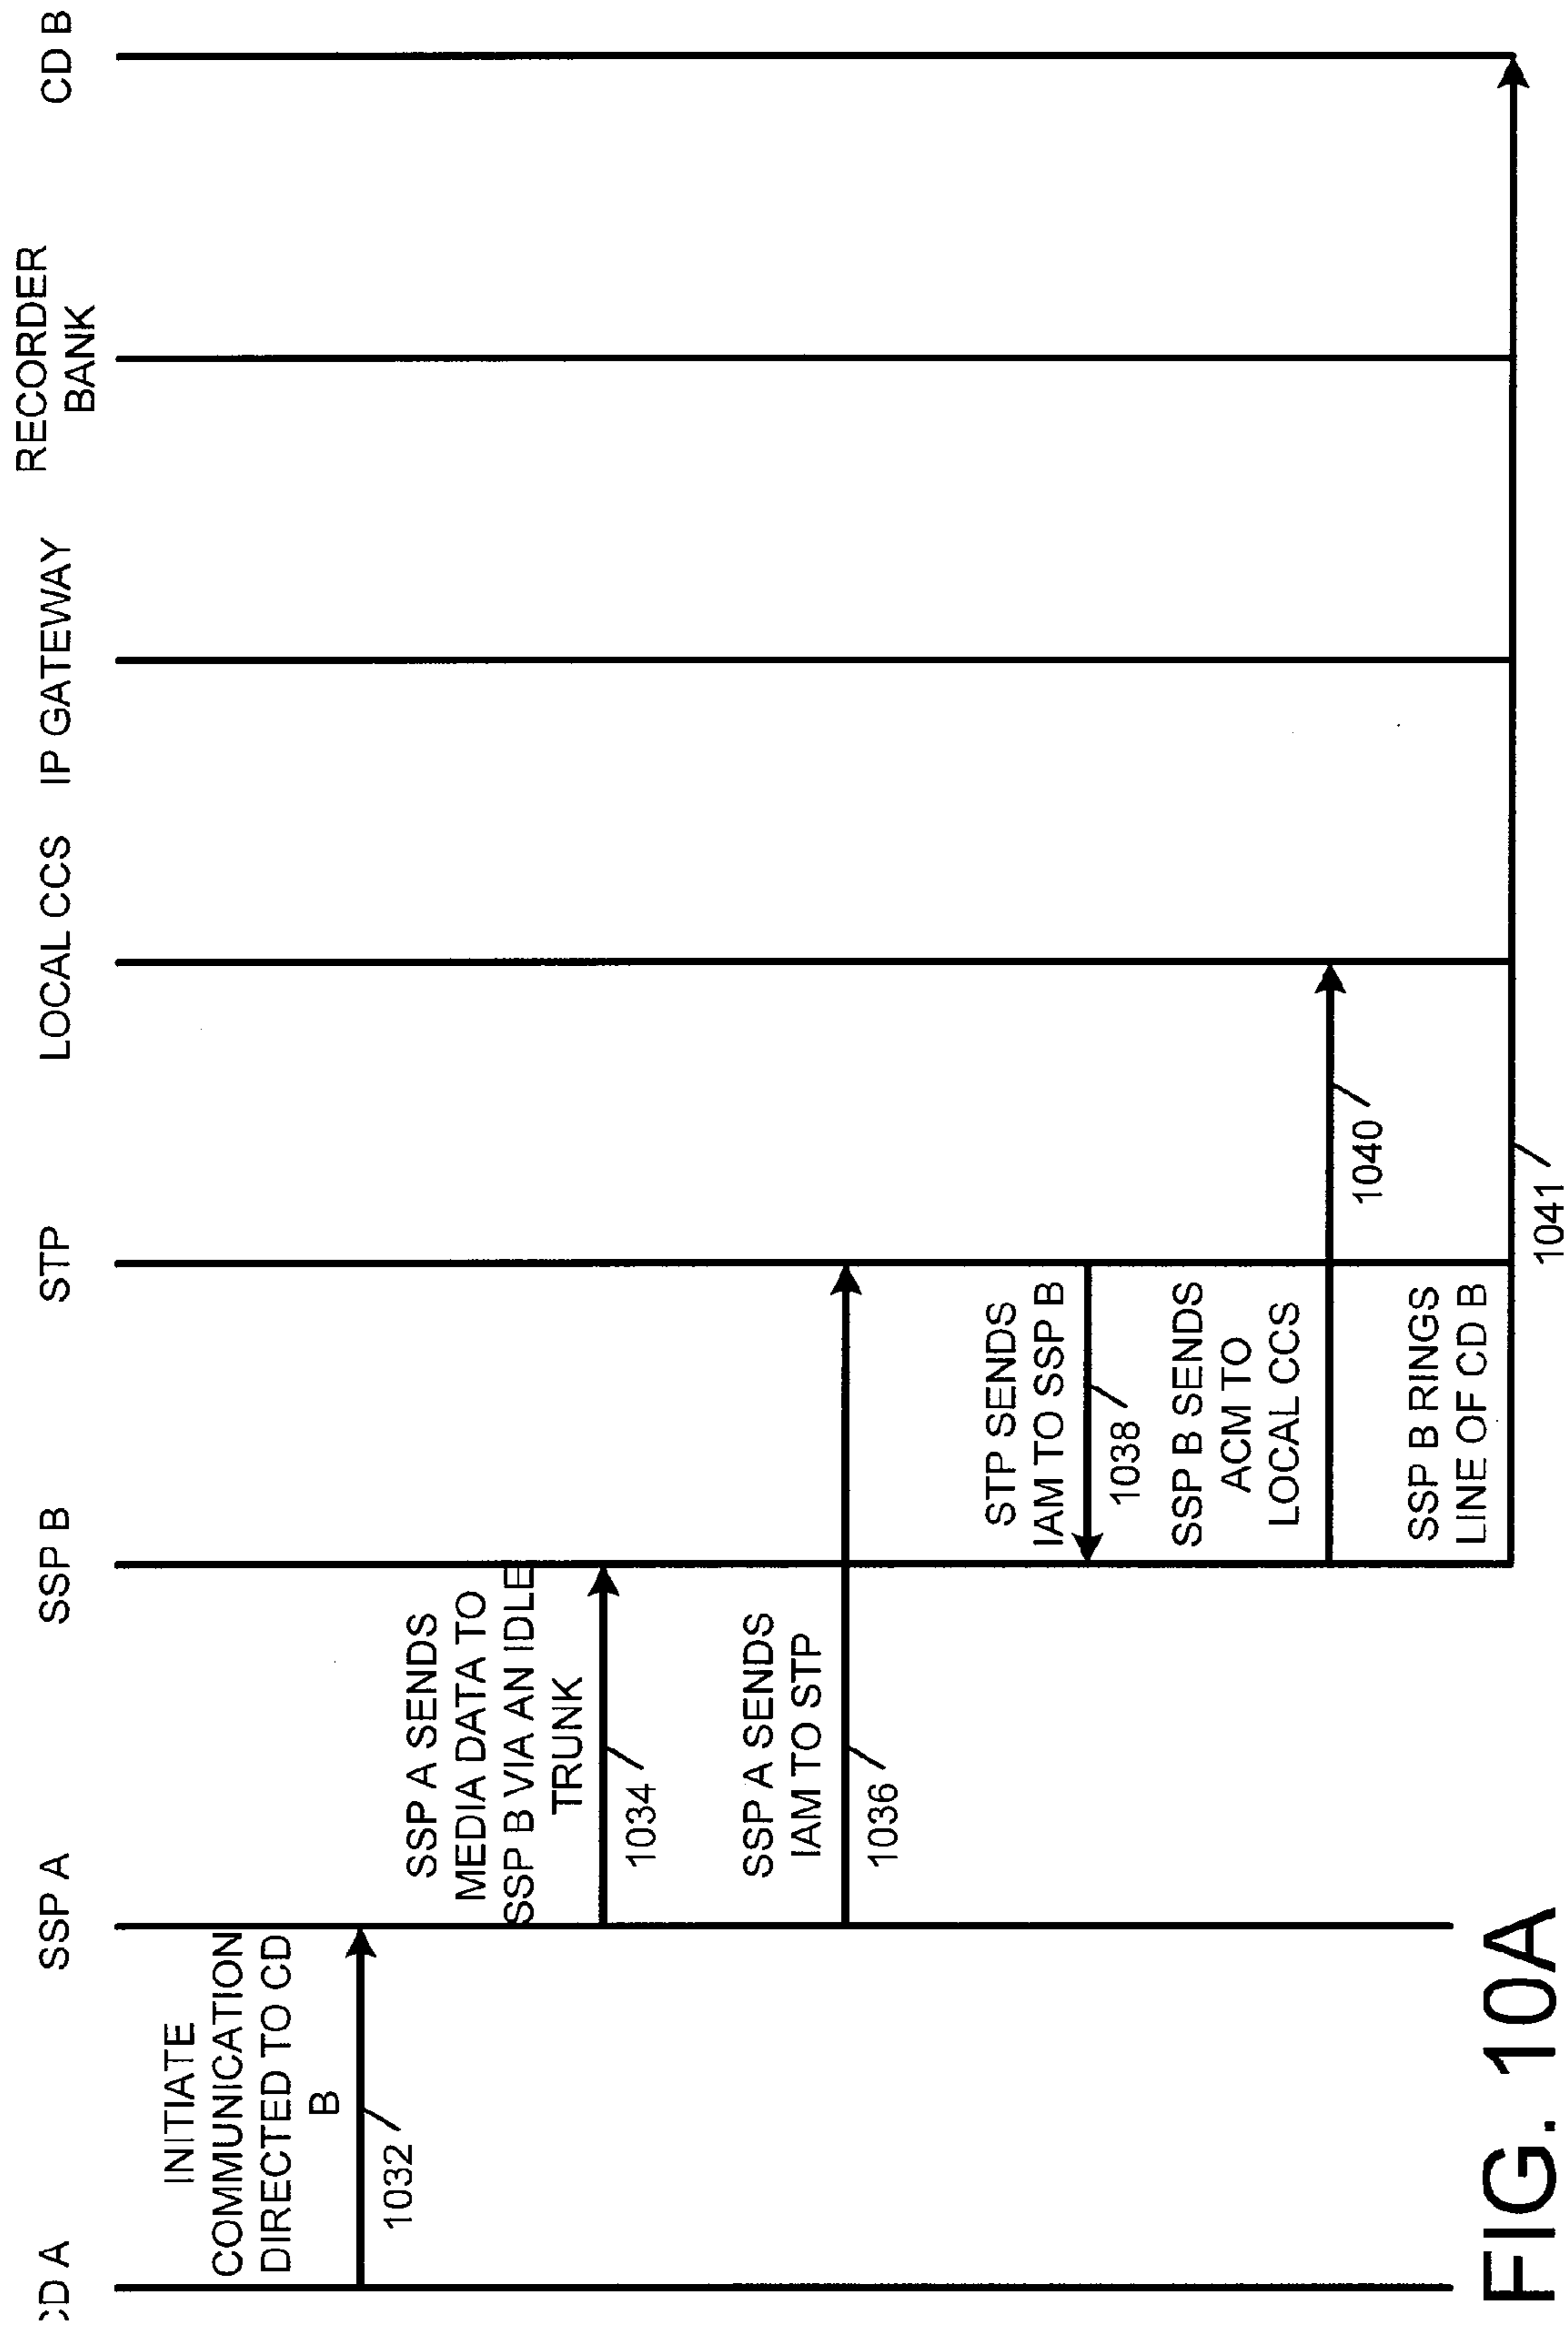 CD A
SSP A
SSP B
STP
LOCAL CCS
IP GATEWAY
RECORDER
BANK
CD B
INITIATE
COMMUNICATION
DIRECTED TO CD
B
1032
SSP A SENDS
MEDIA DATA TO
SSP B VIA AN IDLE
TRUNK
1034
SSP A SENDS
IAM TO STP
1036
STP SENDS
IAM TO SSP B
1038
SSP B SENDS
ACM TO
LOCAL CCS
1040
SSP B RINGS
LINE OF CD B
1041
FIG. 10A